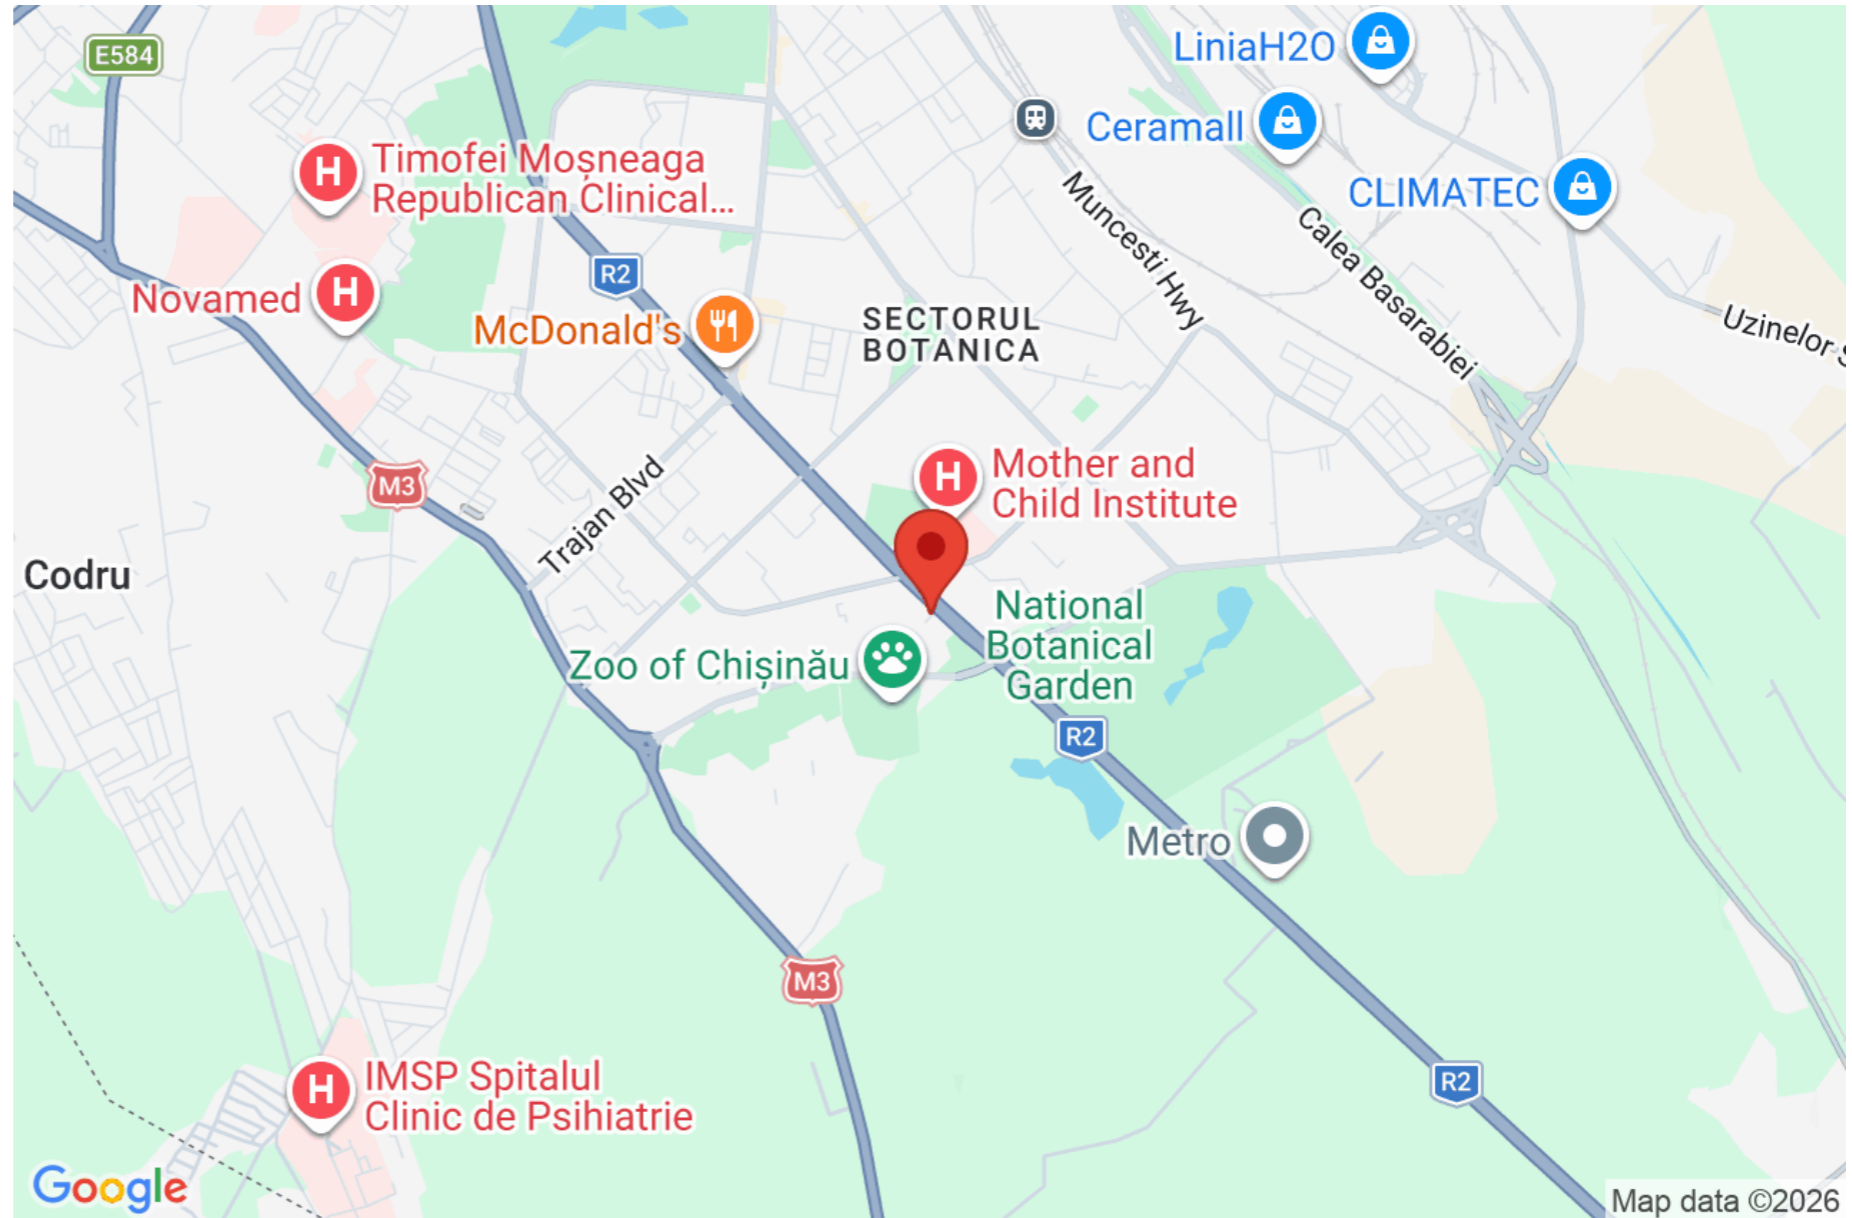 E584
LiniaH2O
Ceramall
CLIMATEC
Timofei Moșneaga
Republican Clinical...
Muncesti Hwy
Calea Basarabiei
Uzinelor S
R2
Novamed
McDonald's
SECTORUL
BOTANICA
M3
Trajan Blvd
Mother and
Child Institute
Codru
National
Botanical
Garden
Zoo of Chișinău
R2
Metro
M3
R2
IMSP Spitalul
Clinic de Psihiatrie
Google
Map data ©2026